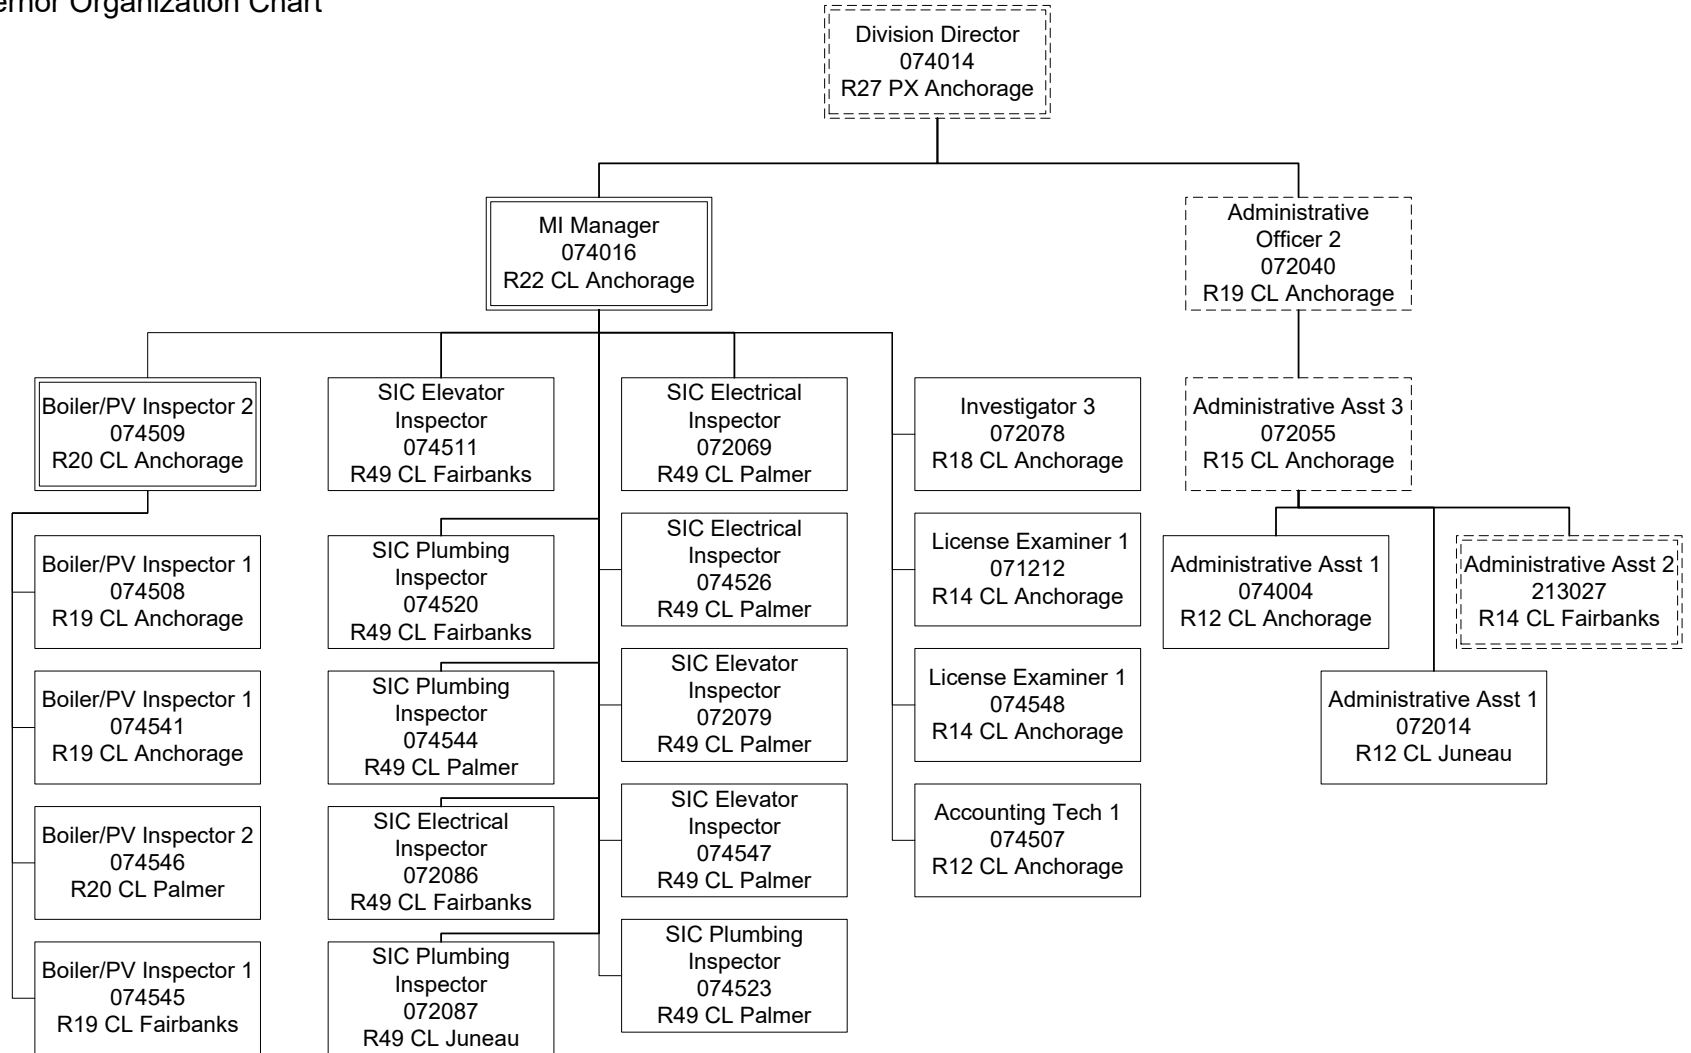 Organization Chart
Division Director
074014
R27 PX Anchorage
MI Manager
074016
R22 CL Anchorage
Administrative
Officer 2
072040
R19 CL Anchorage
Boiler/PV Inspector 2
074509
R20 CL Anchorage
SIC Elevator
Inspector
074511
R49 CL Fairbanks
SIC Electrical
Inspector
072069
R49 CL Palmer
Investigator 3
072078
R18 CL Anchorage
Administrative Asst 3
072055
R15 CL Anchorage
Boiler/PV Inspector 1
074508
R19 CL Anchorage
SIC Plumbing
Inspector
074520
R49 CL Fairbanks
SIC Electrical
Inspector
074526
R49 CL Palmer
License Examiner 1
071212
R14 CL Anchorage
Administrative Asst 1
074004
R12 CL Anchorage
Administrative Asst 2
213027
R14 CL Fairbanks
Boiler/PV Inspector 1
074541
R19 CL Anchorage
SIC Plumbing
Inspector
074544
R49 CL Palmer
SIC Elevator
Inspector
072079
R49 CL Palmer
License Examiner 1
074548
R14 CL Anchorage
Administrative Asst 1
072014
R12 CL Juneau
Boiler/PV Inspector 2
074546
R20 CL Palmer
SIC Electrical
Inspector
072086
R49 CL Fairbanks
SIC Elevator
Inspector
074547
R49 CL Palmer
Accounting Tech 1
074507
R12 CL Anchorage
Boiler/PV Inspector 1
074545
R19 CL Fairbanks
SIC Plumbing
Inspector
072087
R49 CL Juneau
SIC Plumbing
Inspector
074523
R49 CL Palmer